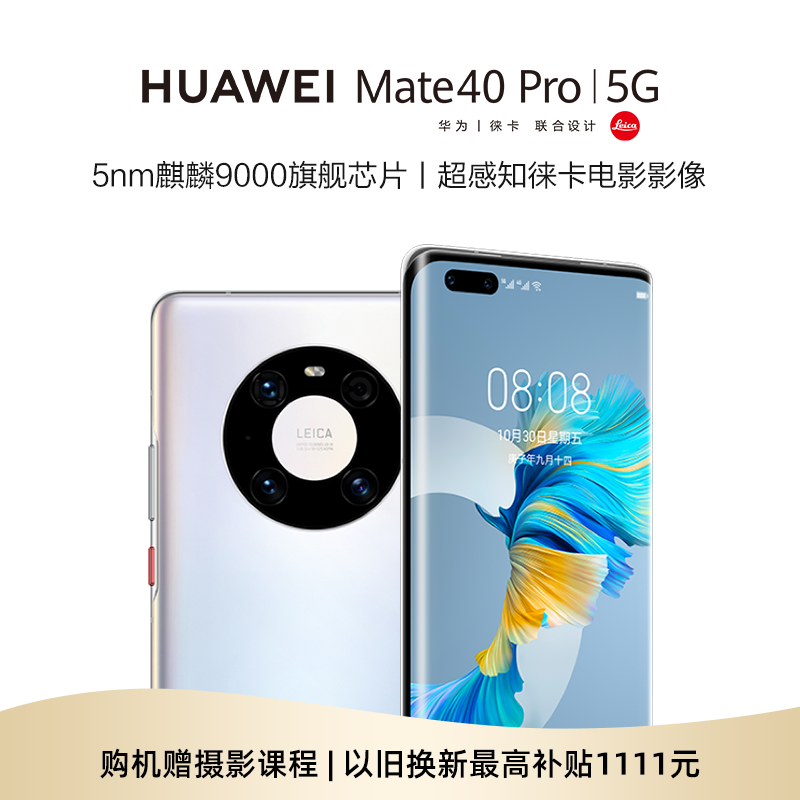 HUAWEI Mate40 Pro | 5G
华为 | 徕卡 联合设计 Leica
5nm麒麟9000旗舰芯片 | 超感知徕卡电影影像
08:08
10月30日星期五
庚子年九月十四
LEICA
购机赠摄影课程 | 以旧换新最高补贴1111元